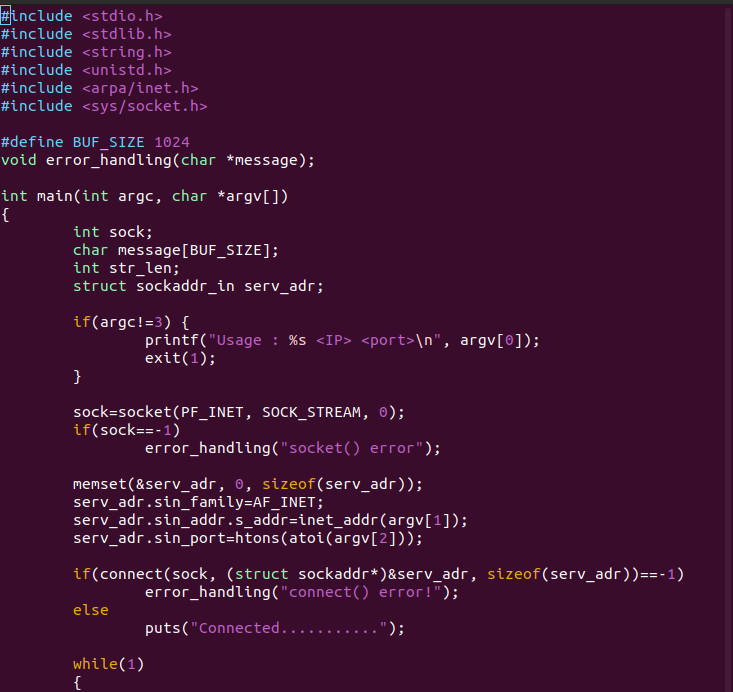 #include <stdio.h>
#include <stdlib.h>
#include <string.h>
#include <unistd.h>
#include <arpa/inet.h>
#include <sys/socket.h>

#define BUF_SIZE 1024
void error_handling(char *message);

int main(int argc, char *argv[])
{
        int sock;
        char message[BUF_SIZE];
        int str_len;
        struct sockaddr_in serv_adr;

        if(argc!=3) {
                printf("Usage : %s <IP> <port>\n", argv[0]);
                exit(1);
        }

        sock=socket(PF_INET, SOCK_STREAM, 0);
        if(sock==-1)
                error_handling("socket() error");

        memset(&serv_adr, 0, sizeof(serv_adr));
        serv_adr.sin_family=AF_INET;
        serv_adr.sin_addr.s_addr=inet_addr(argv[1]);
        serv_adr.sin_port=htons(atoi(argv[2]));

        if(connect(sock, (struct sockaddr*)&serv_adr, sizeof(serv_adr))==-1)
                error_handling("connect() error!");
        else
                puts("Connected...........");

        while(1)
        {